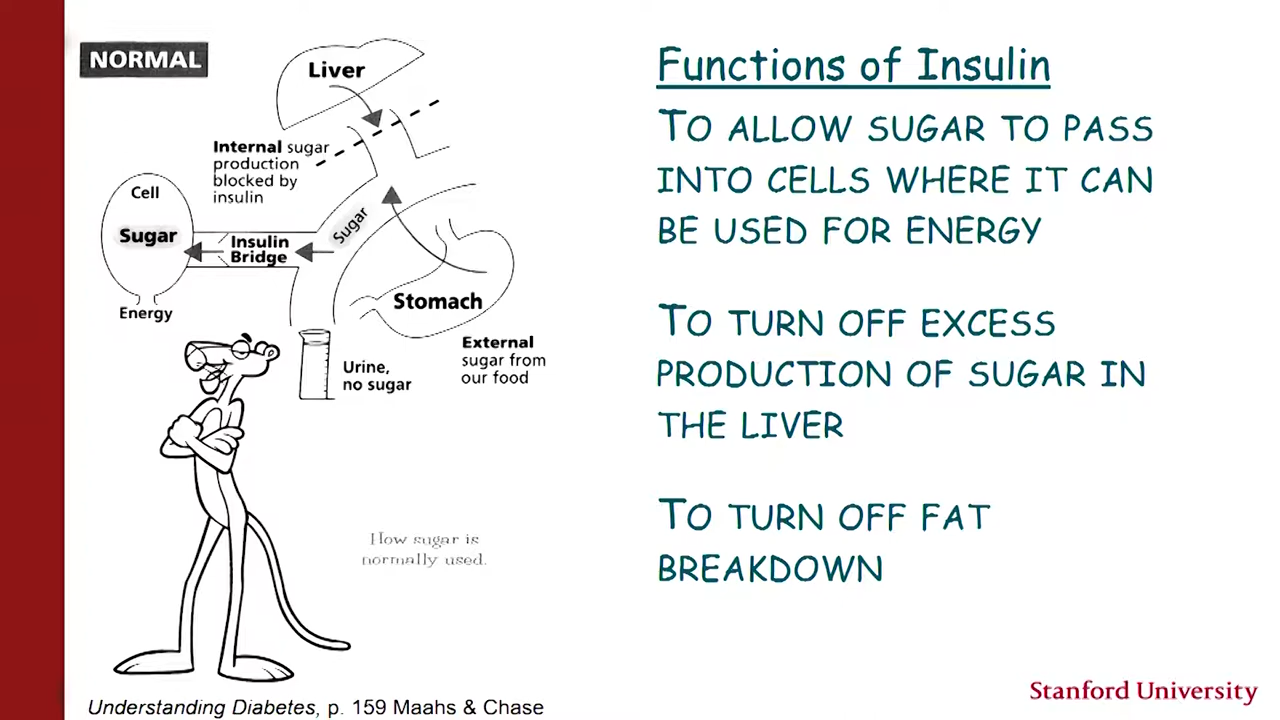 NORMAL
Liver
Internal sugar
production
blocked by
insulin
Cell
Sugar
Insulin
Bridge
Sugar
Energy
Stomach
External
sugar from
our food
Urine,
no sugar
How sugar is
normally used.
Understanding Diabetes, p. 159 Maahs & Chase
Functions of Insulin
TO ALLOW SUGAR TO PASS
INTO CELLS WHERE IT CAN
BE USED FOR ENERGY
TO TURN OFF EXCESS
PRODUCTION OF SUGAR IN
THE LIVER
TO TURN OFF FAT
BREAKDOWN
Stanford University